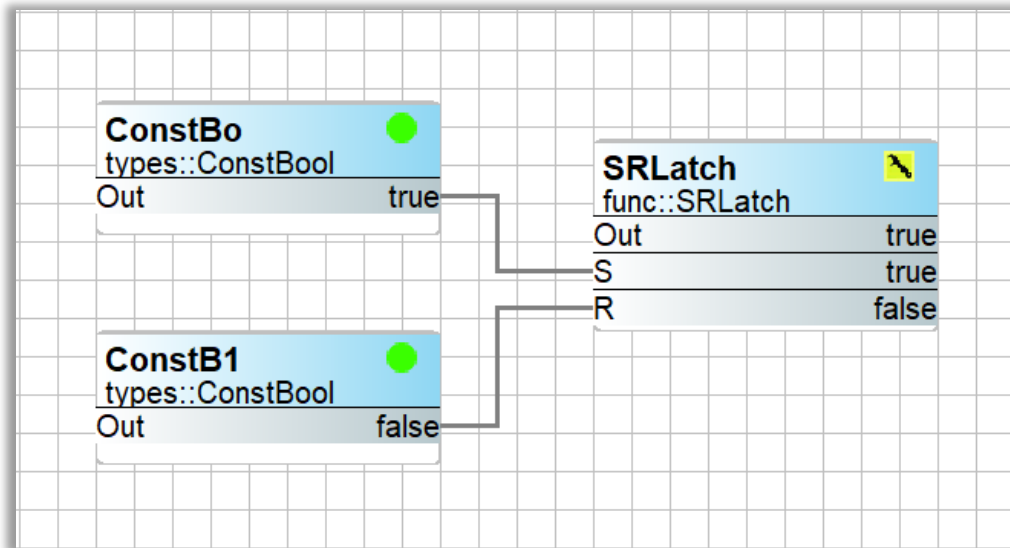 ConstBo
types::ConstBool
Out true
SRLatch
func::SRLatch
Out true
S true
R false
ConstB1
types::ConstBool
Out false